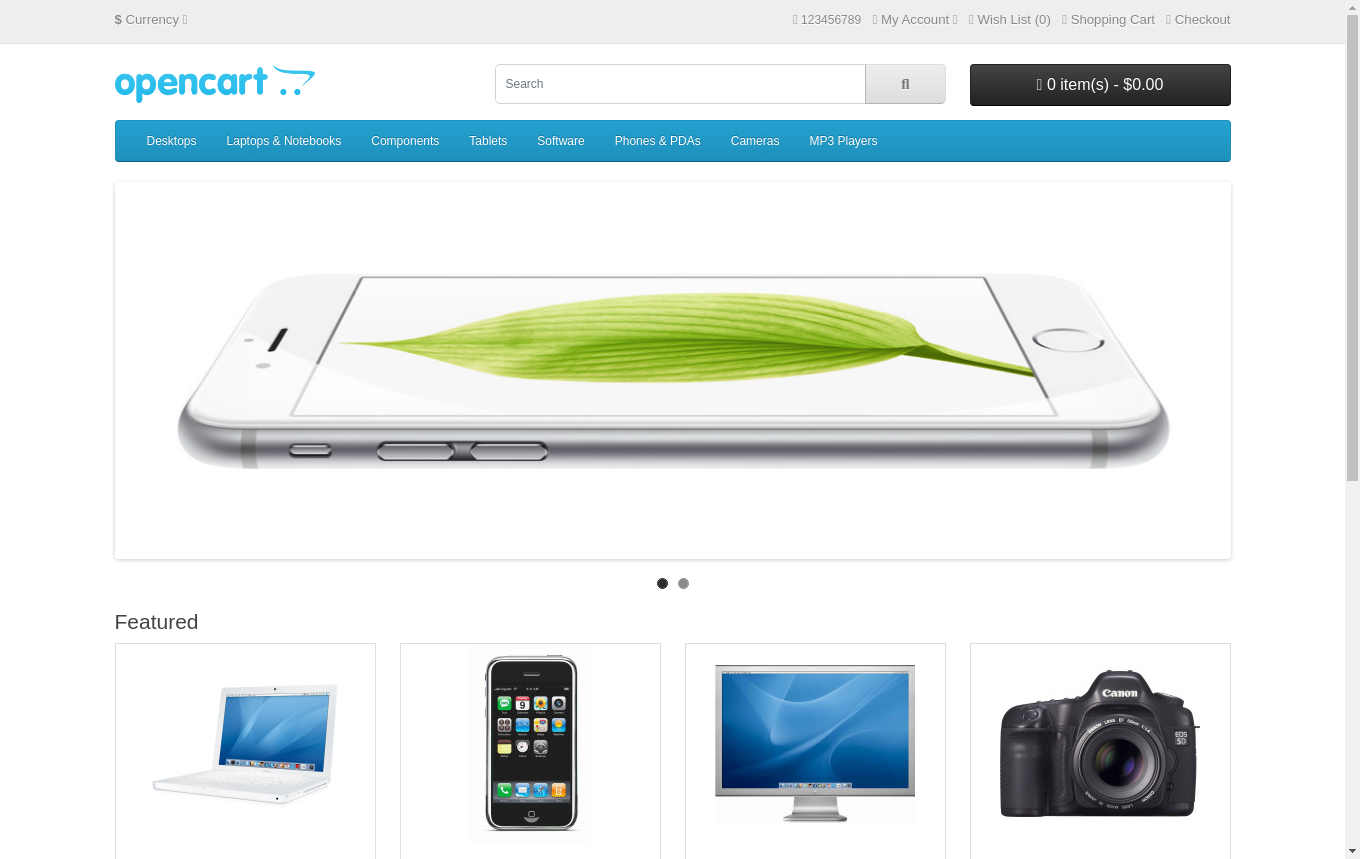 $ Currency
123456789 My Account Wish List (0) Shopping Cart Checkout
opencart
Search
0 item(s) - $0.00
Desktops Laptops & Notebooks Components Tablets Software Phones & PDAs Cameras MP3 Players
Featured
Canon
EOS
5D